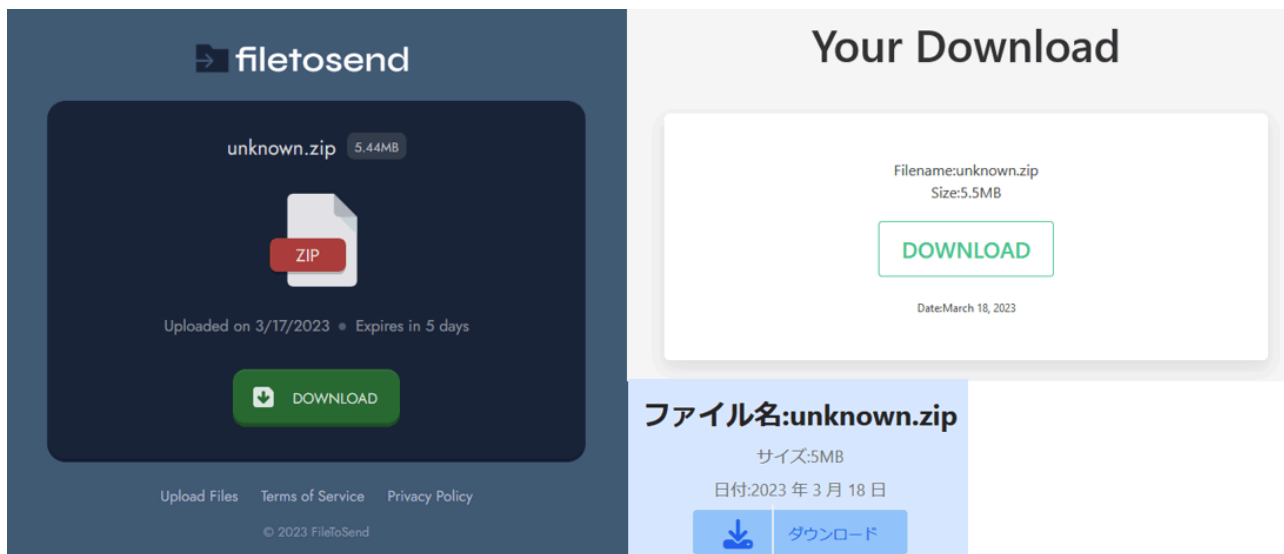 filetosend
unknown.zip 5.44MB
ZIP
Uploaded on 3/17/2023 • Expires in 5 days
DOWNLOAD
Upload Files Terms of Service Privacy Policy
© 2023 FileToSend
Your Download
Filename:unknown.zip
Size:5.5MB
DOWNLOAD
Date:March 18, 2023
ファイル名:unknown.zip
サイズ:5MB
日付:2023 年 3 月 18 日
ダウンロード